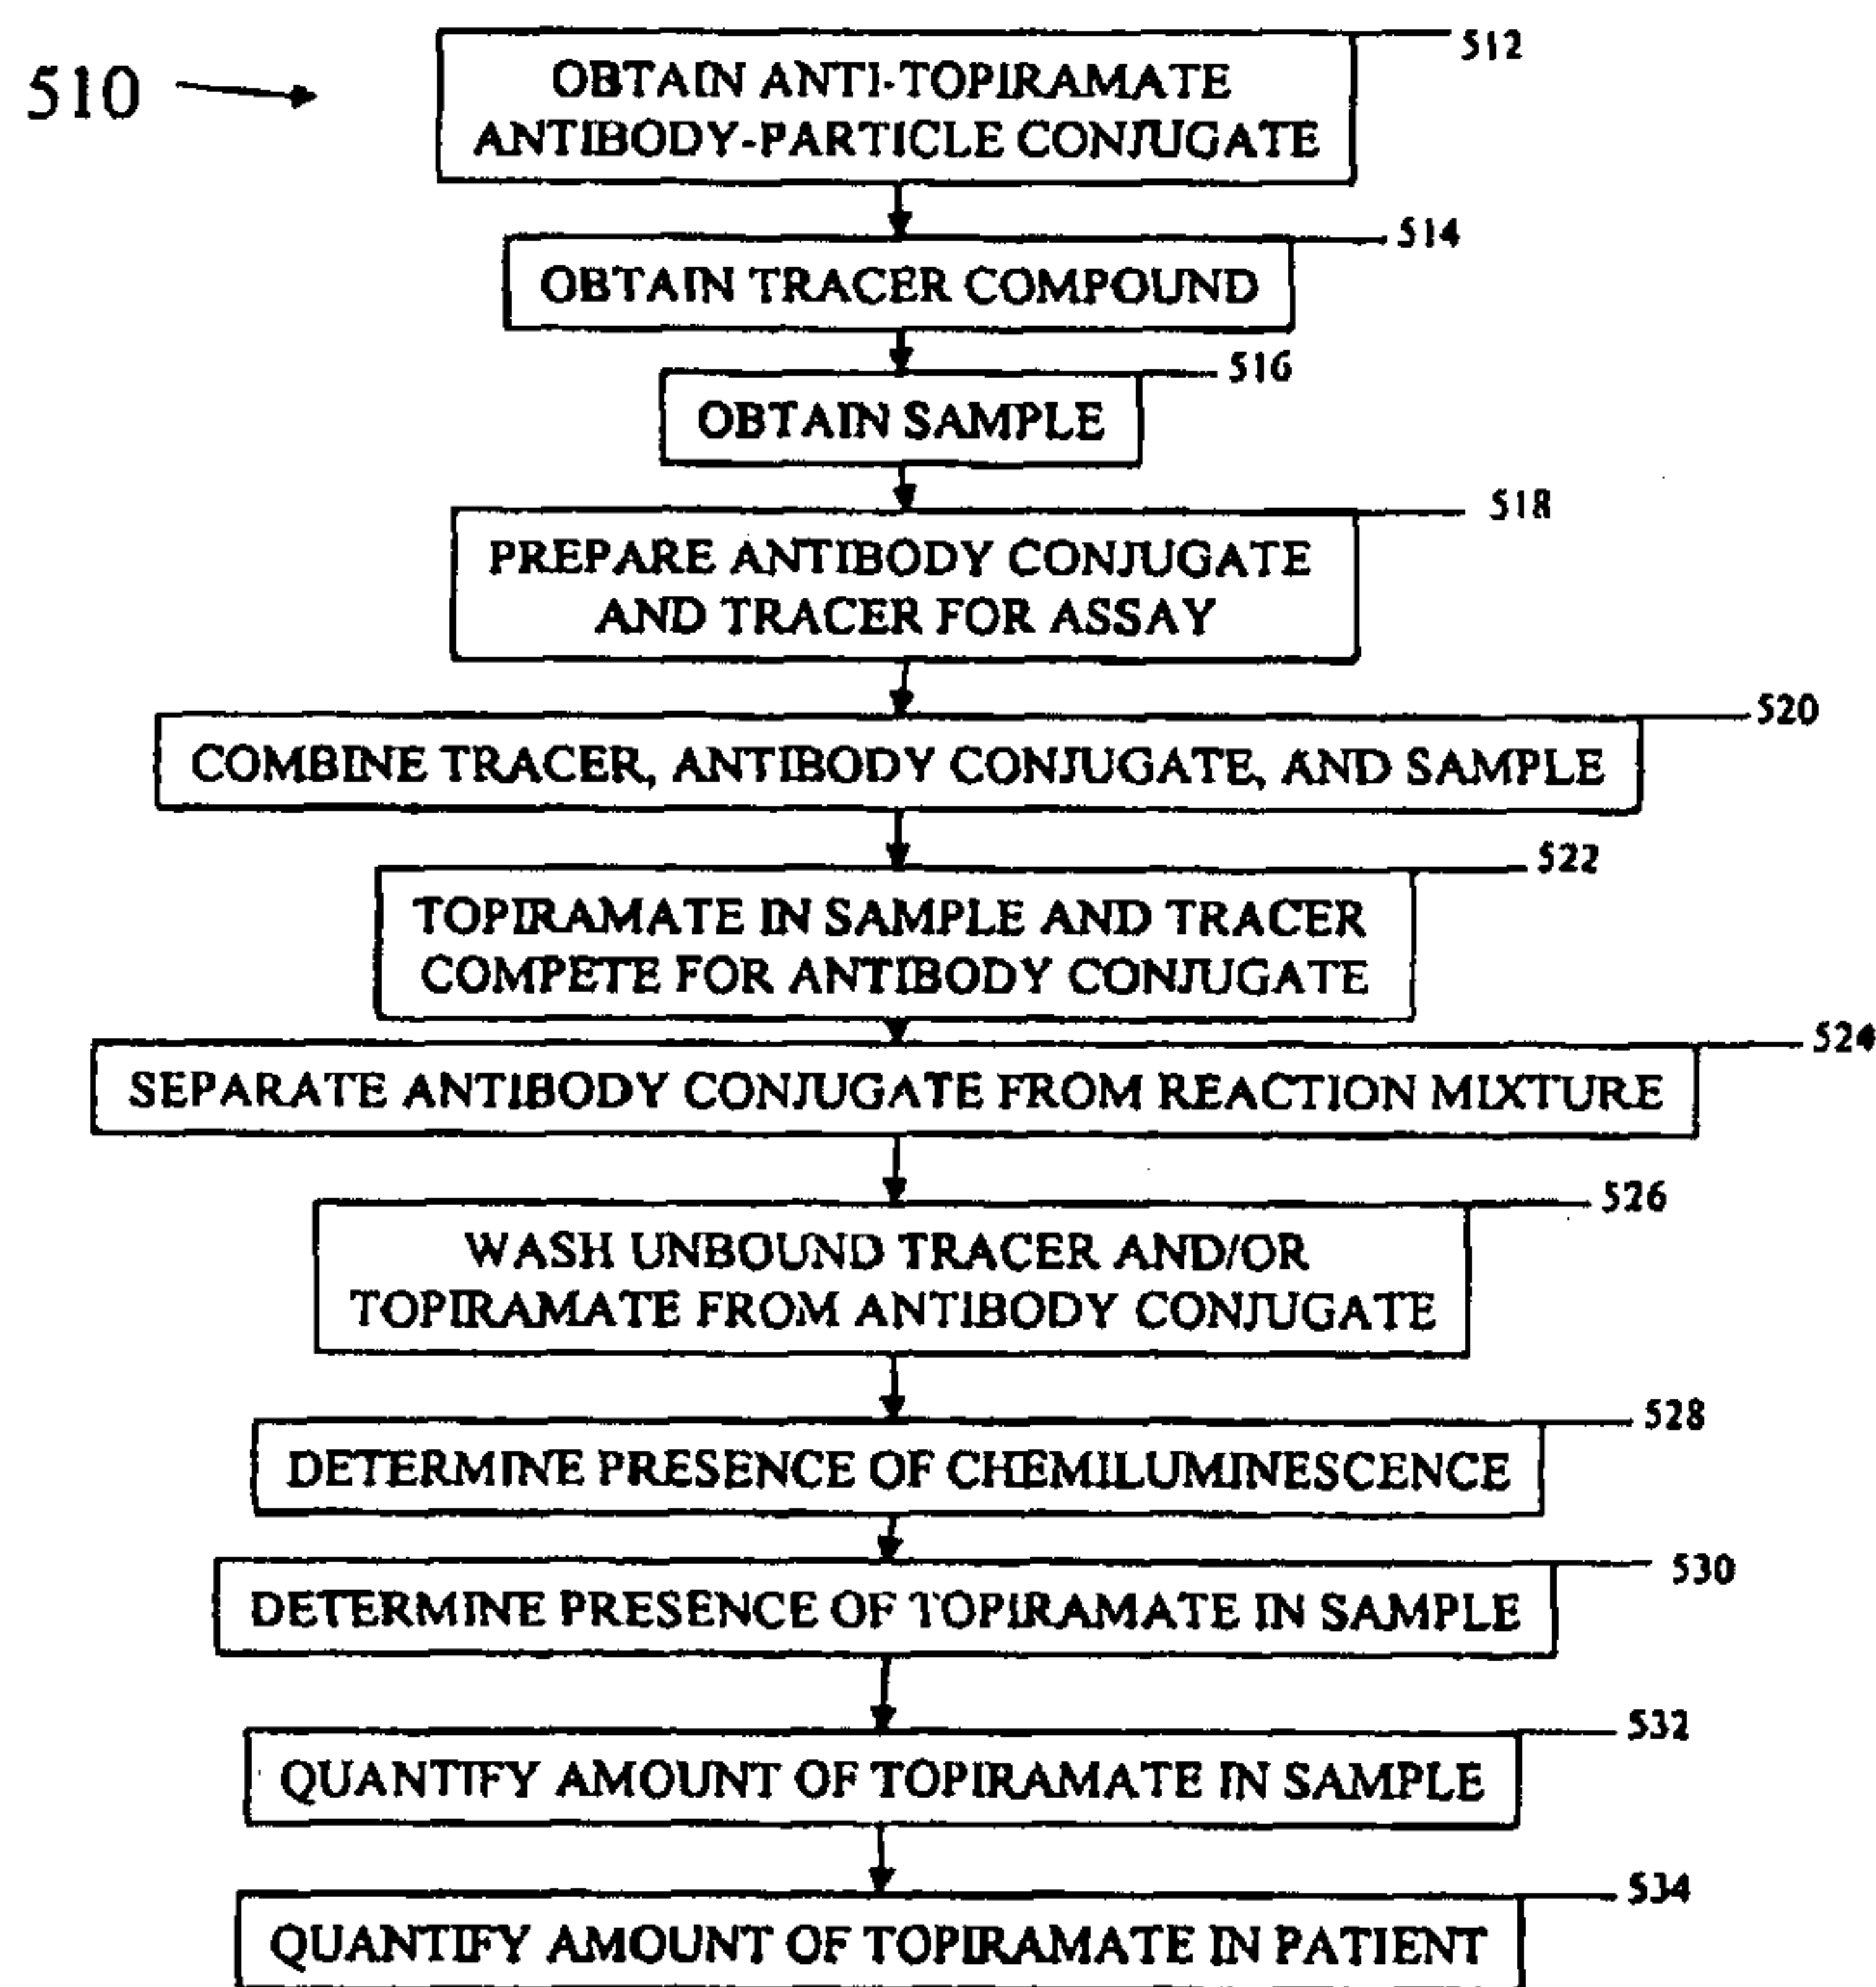 510
512
OBTAIN ANTI-TOPIRAMATE
ANTIBODY-PARTICLE CONJUGATE
514
OBTAIN TRACER COMPOUND
516
OBTAIN SAMPLE
518
PREPARE ANTIBODY CONJUGATE
AND TRACER FOR ASSAY
520
COMBINE TRACER, ANTIBODY CONJUGATE, AND SAMPLE
522
TOPIRAMATE IN SAMPLE AND TRACER
COMPETE FOR ANTIBODY CONJUGATE
524
SEPARATE ANTIBODY CONJUGATE FROM REACTION MIXTURE
526
WASH UNBOUND TRACER AND/OR
TOPIRAMATE FROM ANTIBODY CONJUGATE
528
DETERMINE PRESENCE OF CHEMILUMINESCENCE
530
DETERMINE PRESENCE OF TOPIRAMATE IN SAMPLE
532
QUANTIFY AMOUNT OF TOPIRAMATE IN SAMPLE
534
QUANTIFY AMOUNT OF TOPIRAMATE IN PATIENT